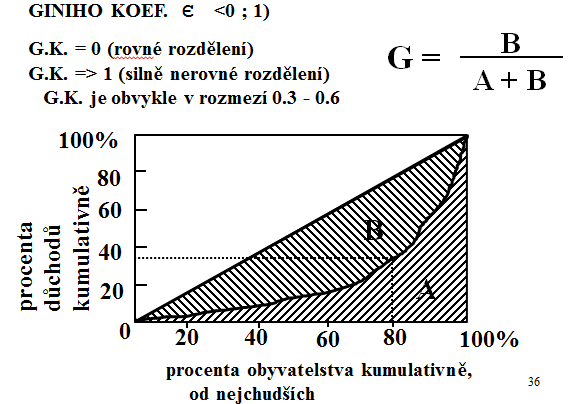 GINIHO KOEF. Є <0 ; 1)
G.K. = 0 (rovné rozdělení)
G.K. => 1 (silně nerovné rozdělení)
G.K. je obvykle v rozmezí 0.3 - 0.6
G = B
A + B
100%
80
60
40
20
0
procenta
důchodů
kumulativně
B
A
20 40 60 80 100%
procenta obyvatelstva kumulativně,
od nejchudších
36